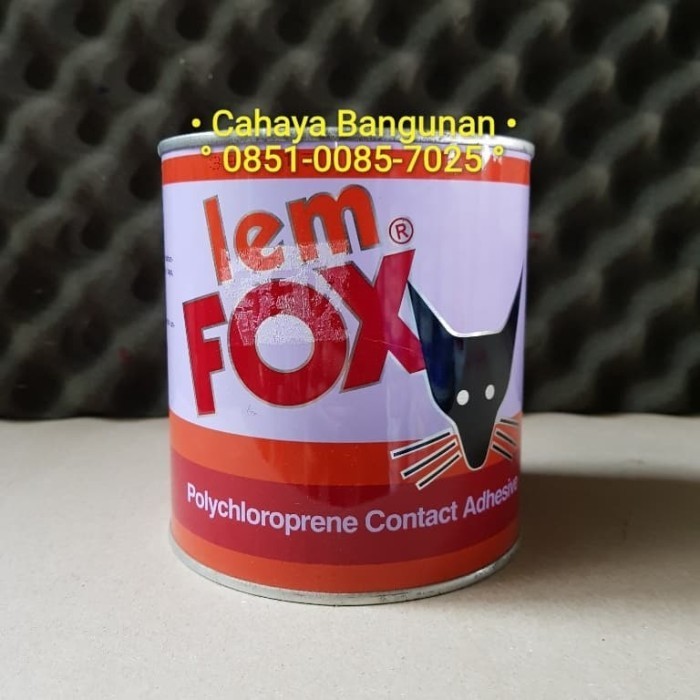 • Cahaya Bangunan •
° 0851-0085-7025 °
lem ®
FOX
Polychloroprene Contact Adhesive